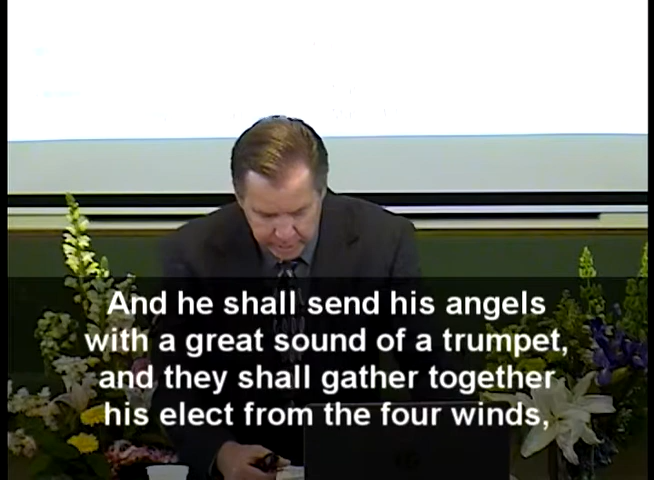 And he shall send his angels
with a great sound of a trumpet,
and they shall gather together
his elect from the four winds,